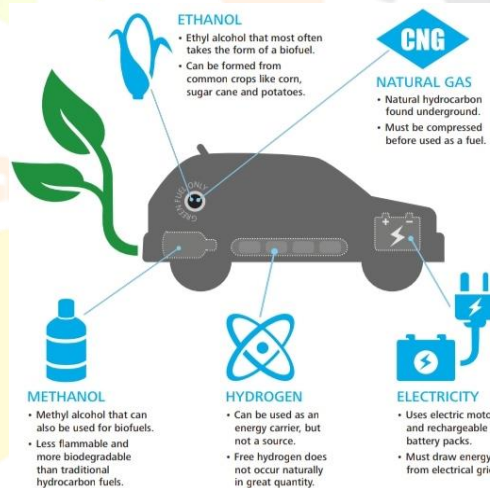 ETHANOL
• Ethyl alcohol that most often
takes the form of a biofuel.
• Can be formed from
common crops like corn,
sugar cane and potatoes.
CNG
NATURAL GAS
• Natural hydrocarbon
found underground.
• Must be compressed
before used as a fuel.
GREEN FUEL ONLY
METHANOL
• Methyl alcohol that can
also be used for biofuels.
• Less flammable and
more biodegradable
than traditional
hydrocarbon fuels.
HYDROGEN
• Can be used as an
energy carrier, but
not a source.
• Free hydrogen does
not occur naturally
in great quantity.
ELECTRICITY
• Uses electric moto
and rechargeable
battery packs.
• Must draw energy
from electrical gri